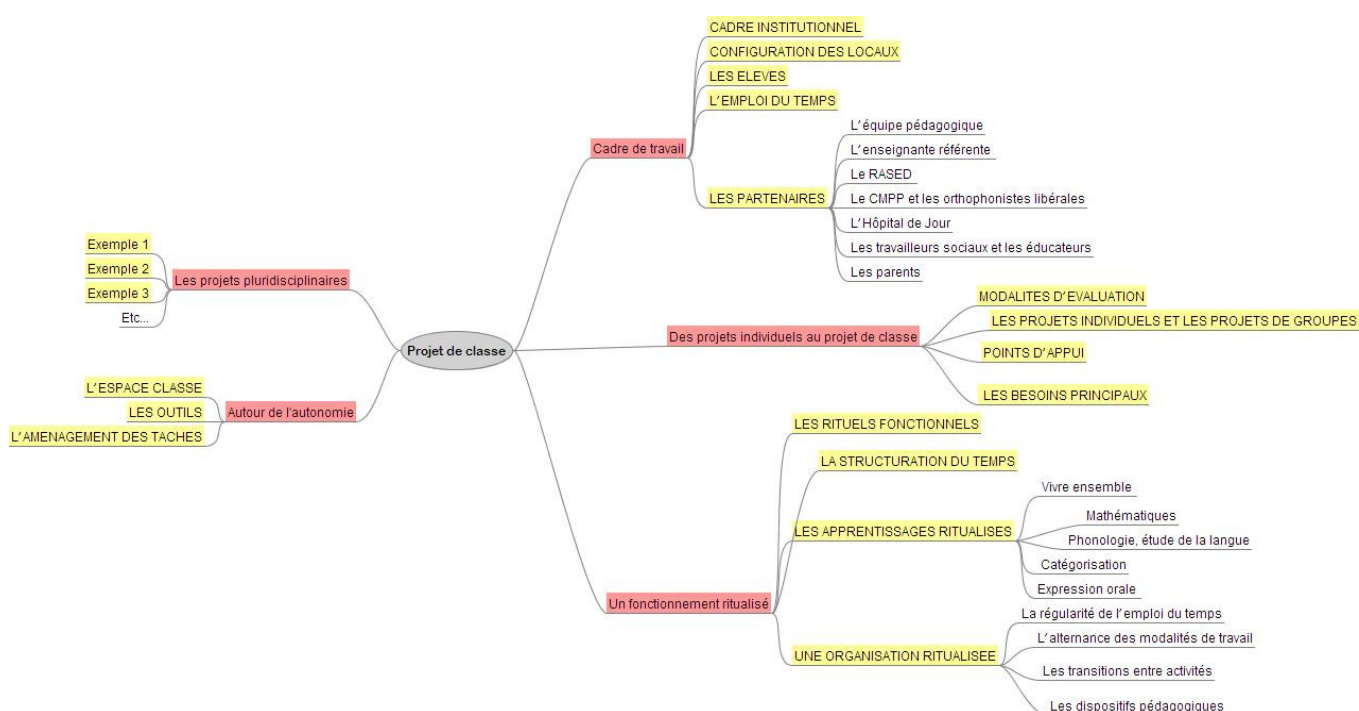 CADRE INSTITUTIONNEL
CONFIGURATION DES LOCAUX
LES ELEVES
L'EMPLOI DU TEMPS
Cadre de travail
LES PARTENAIRES
L'équipe pédagogique
L'enseignante référente
Le RASED
Le CMPP et les orthophonistes libérales
L'Hôpital de Jour
Les travailleurs sociaux et les éducateurs
Les parents
Exemple 1
Exemple 2
Exemple 3
Etc...
Les projets pluridisciplinaires
Projet de classe
Des projets individuels au projet de classe
MODALITES D'EVALUATION
LES PROJETS INDIVIDUELS ET LES PROJETS DE GROUPES
POINTS D'APPUI
LES BESOINS PRINCIPAUX
L'ESPACE CLASSE
LES OUTILS
L'AMENAGEMENT DES TACHES
Autour de l'autonomie
Un fonctionnement ritualisé
LES RITUELS FONCTIONNELS
LA STRUCTURATION DU TEMPS
LES APPRENTISSAGES RITUALISES
Vivre ensemble
Mathématiques
Phonologie, étude de la langue
Catégorisation
Expression orale
UNE ORGANISATION RITUALISEE
La régularité de l'emploi du temps
L'alternance des modalités de travail
Les transitions entre activités
Les dispositifs pédagogiques